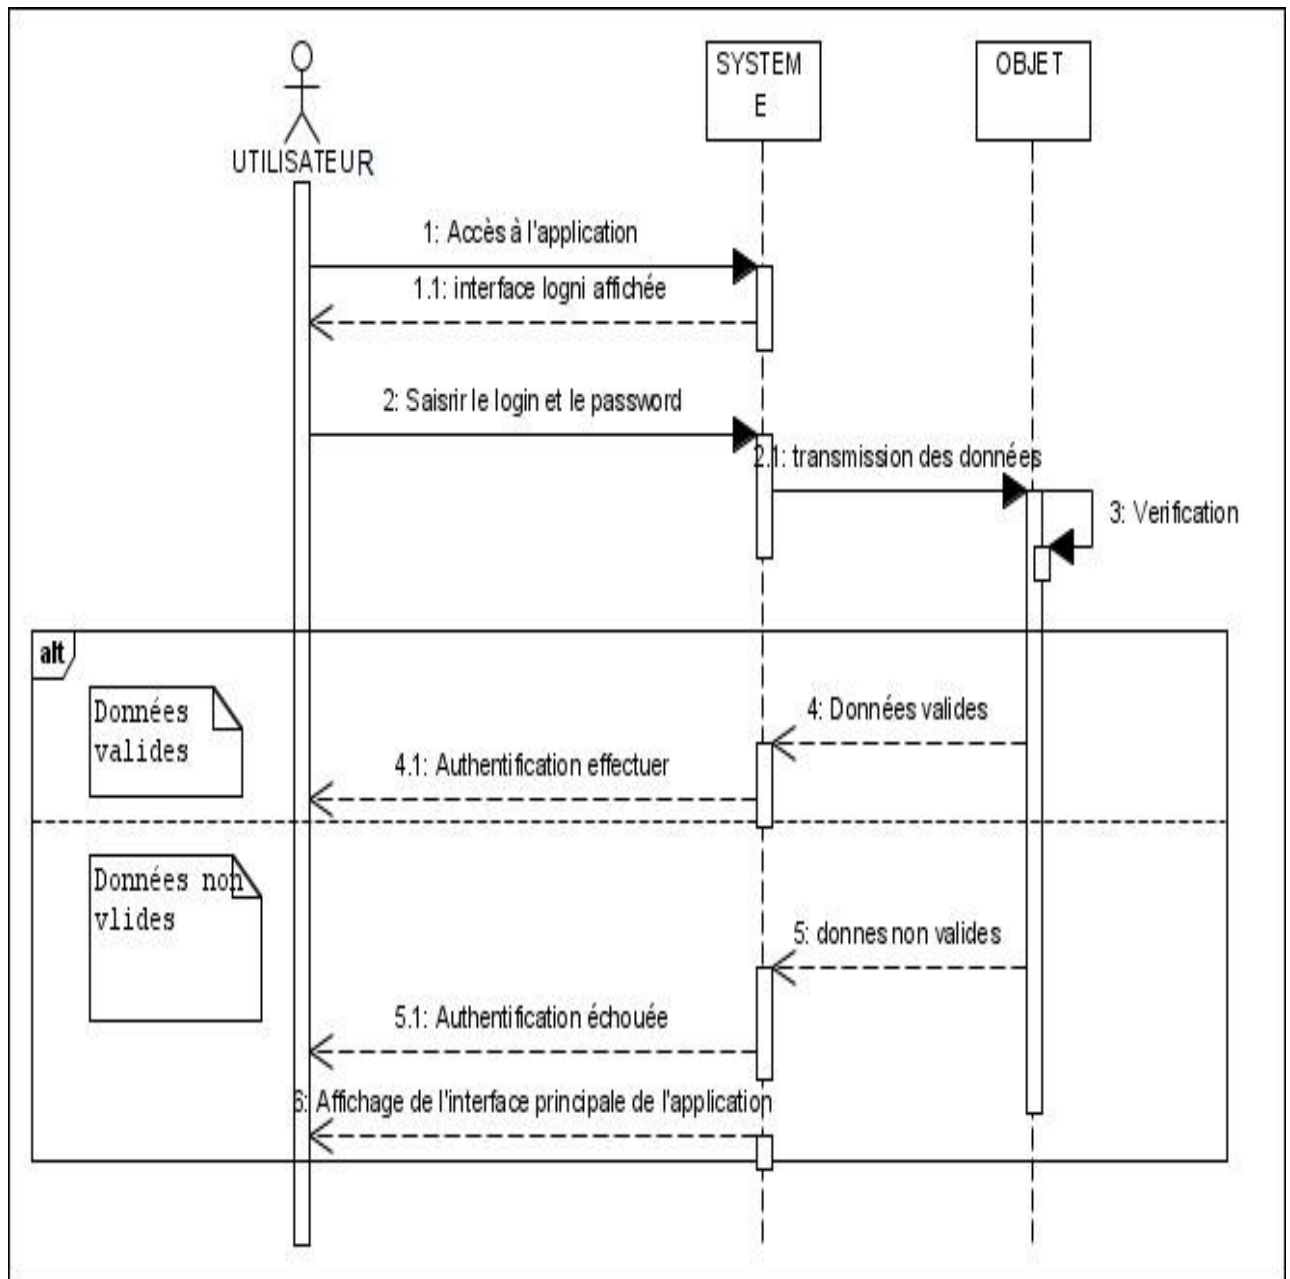 UTILISATEUR
SYSTEM
E
OBJET
1: Accès à l'application
1.1: interface logni affichée
2: Saisrir le login et le password
2.1: transmission des données
3: Verification
alt
Données
valides
4: Données valides
4.1: Authentification effectuer
Données non
vlides
5: donnes non valides
5.1: Authentification échouée
6: Affichage de l'interface principale de l'application